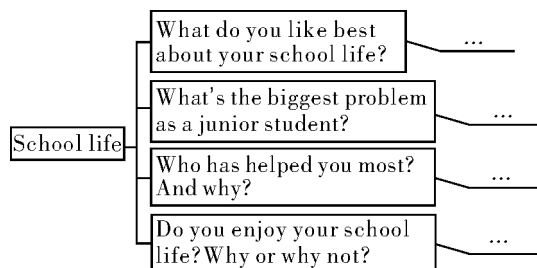 What do you like best
about your school life?
...
What's the biggest problem
as a junior student?
...
School life
Who has helped you most?
And why?
...
Do you enjoy your school
life?Why or why not?
...